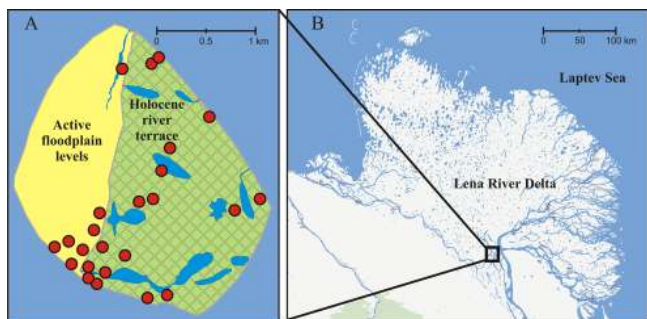 A
0 0.5 1 km
Active
floodplain
levels
Holocene
river
terrace
B
0 50 100 km
Laptev Sea
Lena River Delta